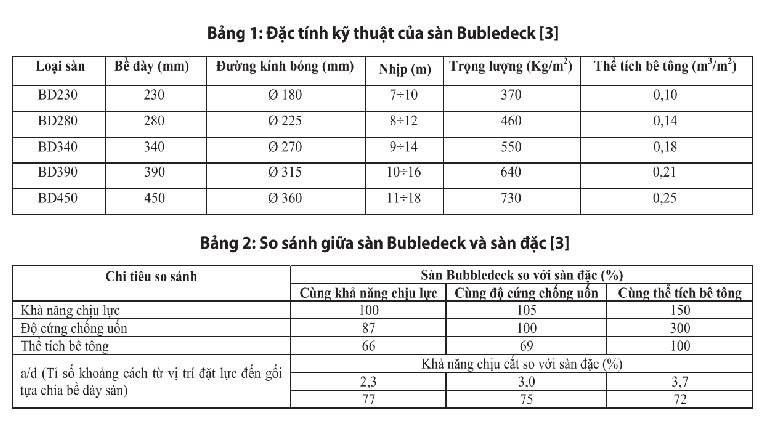 Bảng 1: Đặc tính kỹ thuật của sàn Bubledeck [3]
Loại sàn Bề dày (mm) Đường kính bóng (mm) Nhịp (m) Trọng lượng (Kg/m²) Thể tích bê tông (m³/m²)
BD230 230 Ø 180 7÷10 370 0,10
BD280 280 Ø 225 8÷12 460 0,14
BD340 340 Ø 270 9÷14 550 0,18
BD390 390 Ø 315 10÷16 640 0,21
BD450 450 Ø 360 11÷18 730 0,25
Bảng 2: So sánh giữa sàn Bubledeck và sàn đặc [3]
Chỉ tiêu so sánh Sàn Bubbledeck so với sàn đặc (%)
Cùng khả năng chịu lực Cùng độ cứng chống uốn Cùng thể tích bê tông
Khả năng chịu lực 100 105 150
Độ cứng chống uốn 87 100 300
Thể tích bê tông 66 69 100
a/d (Tỉ số khoảng cách từ vị trí đặt lực đến gối
tựa chia bề dày sàn)
Khả năng chịu cắt so với sàn đặc (%)
2,3 3,0 3,7
77 75 72